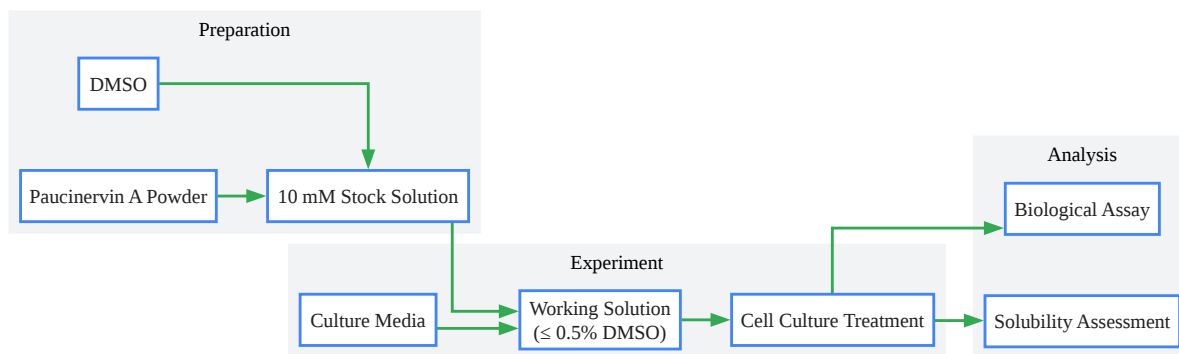 Preparation
DMSO
Paucinervin A Powder
10 mM Stock Solution
Experiment
Culture Media
Working Solution
(≤ 0.5% DMSO)
Cell Culture Treatment
Analysis
Biological Assay
Solubility Assessment